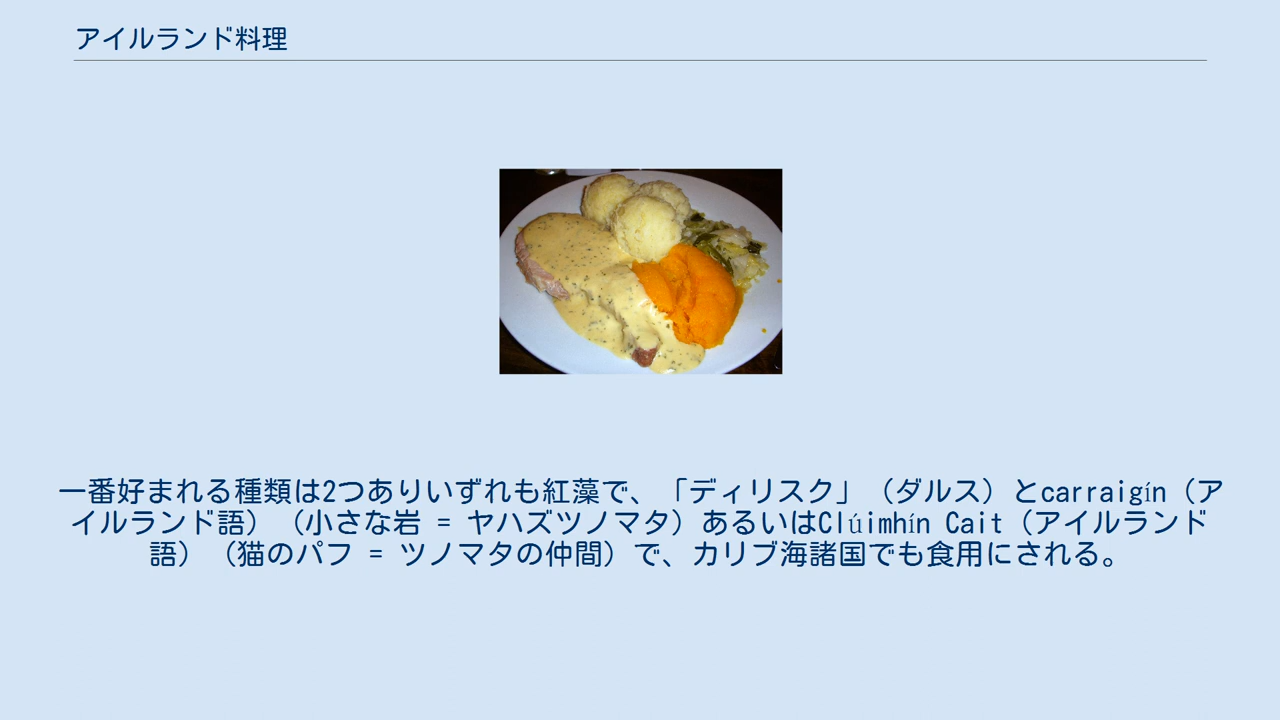 アイルランド料理
一番好まれる種類は2つありいずれも紅藻で、「ディリスク」（ダルス）とcarraigín（ア
イルランド語）（小さな岩 = ヤハズツノマタ）あるいはClúimhín Cait（アイルランド
語）（猫のパフ = ツノマタの仲間）で、カリブ海諸国でも食用にされる。